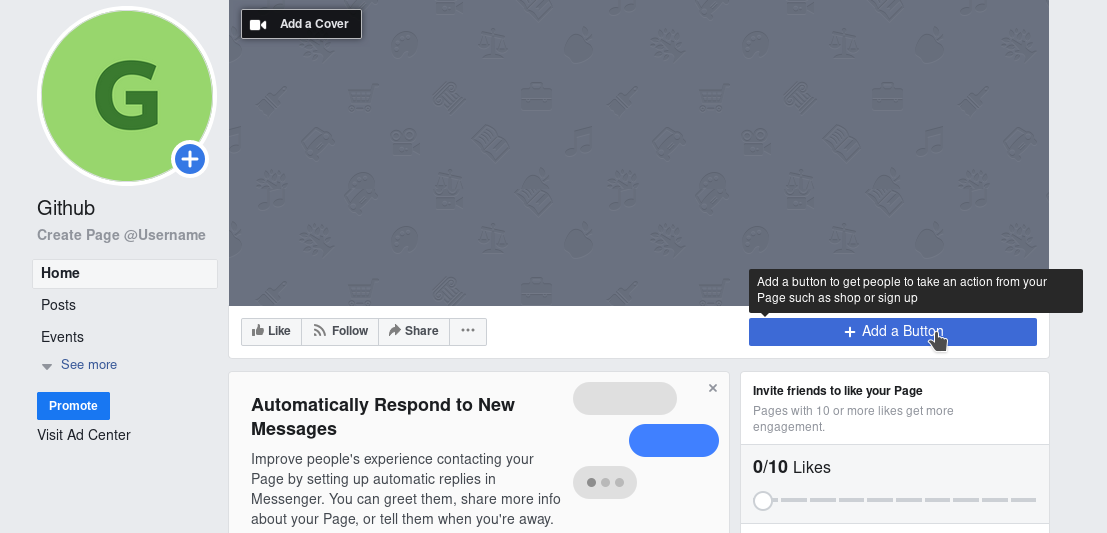 Add a Cover
G
Github
Create Page @Username
Home
Posts
Events
See more
Promote
Visit Ad Center
Add a button to get people to take an action from your
Page such as shop or sign up
Like Follow Share
+ Add a Button
Automatically Respond to New
Messages
Improve people's experience contacting your
Page by setting up automatic replies in
Messenger. You can greet them, share more info
about your Page, or tell them when you're away.
Invite friends to like your Page
Pages with 10 or more likes get more
engagement.
0/10 Likes